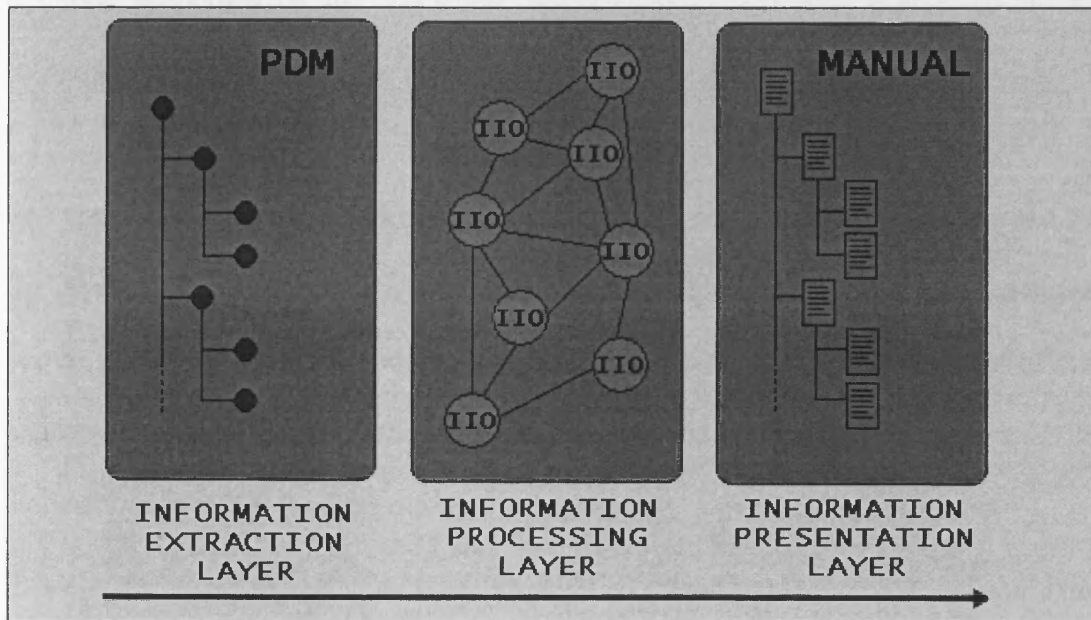 PDM
IIO
IIO
IIO
IIO
IIO
IIO
IIO
IIO
MANUAL
INFORMATION
EXTRACTION
LAYER
INFORMATION
PROCESSING
LAYER
INFORMATION
PRESENTATION
LAYER